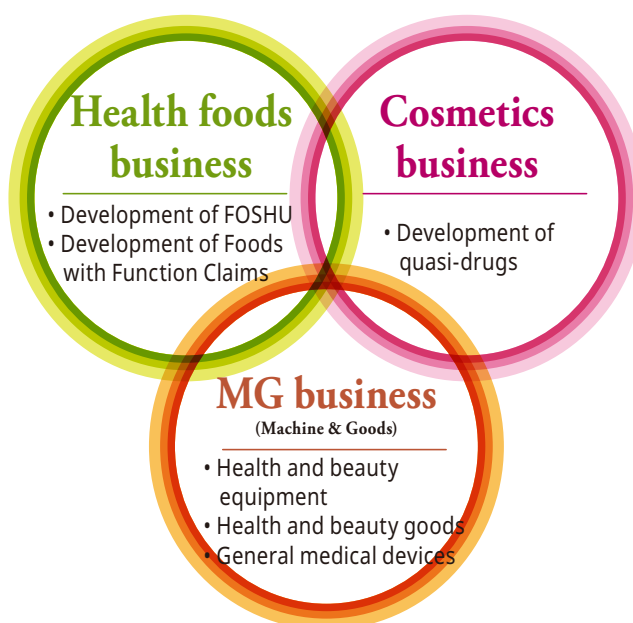 Health foods
business
• Development of FOSHU
• Development of Foods
with Function Claims
Cosmetics
business
• Development of
quasi-drugs
MG business
(Machine & Goods)
• Health and beauty
equipment
• Health and beauty goods
• General medical devices